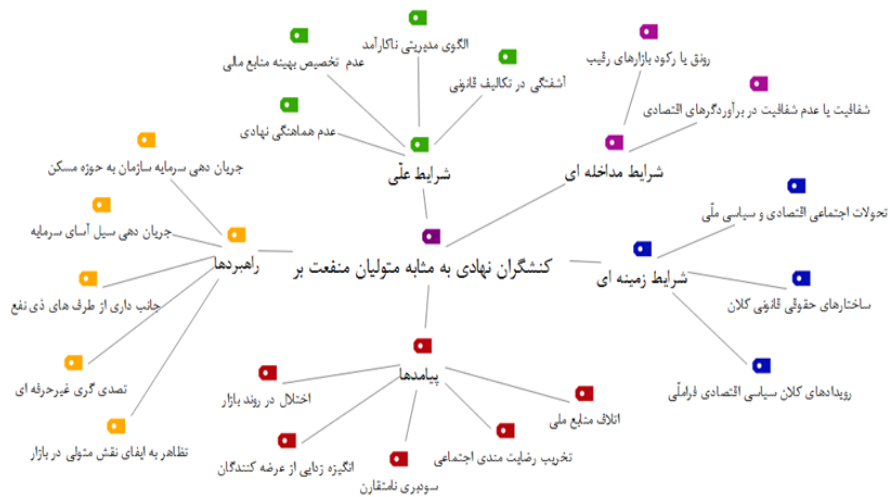 الگوی مدیریتی ناکارآمد
رونق یا رکود بازارهای رقیب
عدم تخصیص بهینه منابع مالی
آشفتگی در تکالیف قانونی
شفافیت یا عدم شفافیت در برآوردگرهای اقتصادی
عدم هماهنگی نهادی
شرایط علّی
شرایط مداخله ای
جریان دهی سرمایه سازمان به حوزه مسکن
تحولات اجتماعی اقتصادی و سیاسی ملّی
جریان دهی سیل آسای سرمایه
راهبردها
کنشگران نهادی به مثابه متولیان منفعت بر
شرایط زمینه ای
جانب داری از طرف های ذی نفع
ساختارهای حقوقی قانونی کلان
پیامدها
تصدی گری غیرحرفه ای
رویدادهای کلان سیاسی اقتصادی فراملّی
اختلال در روند بازار
اتلاف منابع ملی
تظاهر به ایفای نقش متولی در بازار
انگیزه زدایی از عرضه کنندگان
تخریب رضایت مندی اجتماعی
سودبری نامتقارن